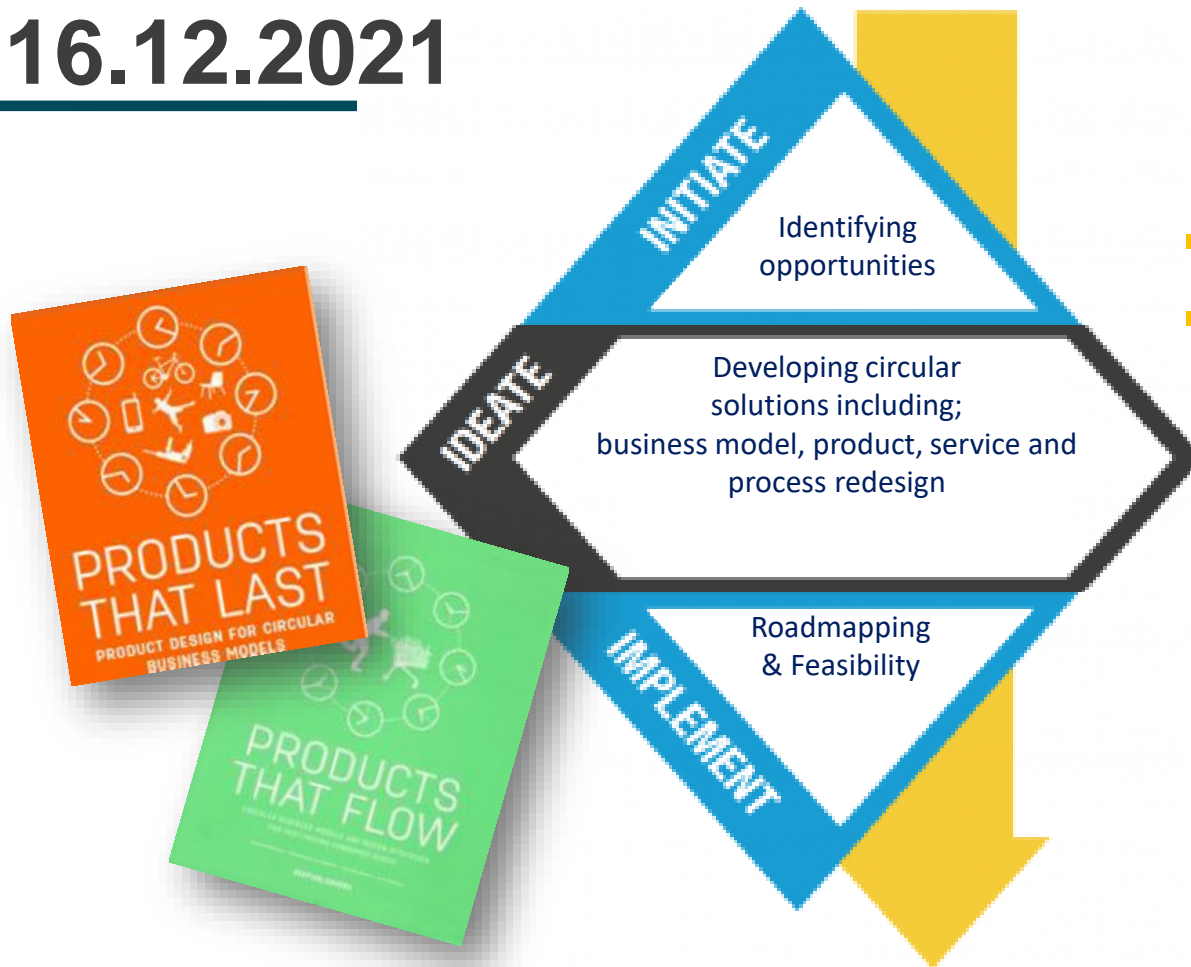 16.12.2021
INITIATE
Identifying
opportunities
IDEATE
Developing circular
solutions including;
business model, product, service and
process redesign
IMPLEMENT
Roadmapping
& Feasibility
PRODUCTS
THAT LAST
PRODUCT DESIGN FOR CIRCULAR
BUSINESS MODELS
PRODUCTS
THAT FLOW